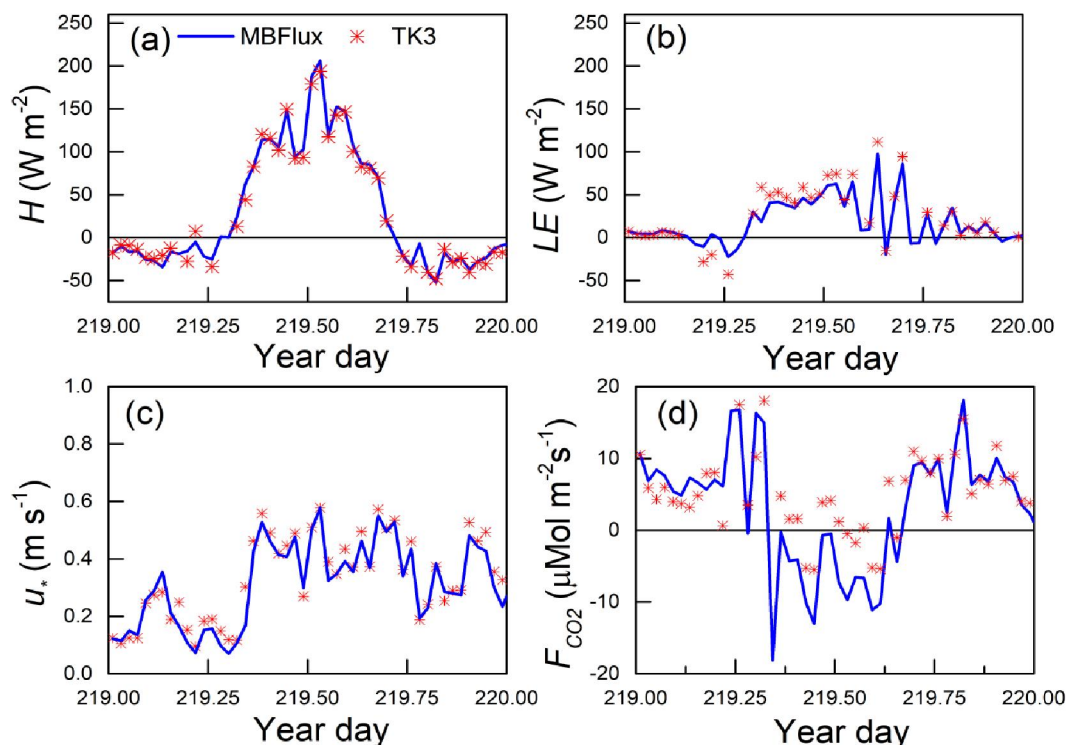 (a) MBFlux TK3
H (W m⁻²)
250
200
150
100
50
0
-50
219.00 219.25 219.50 219.75 220.00
Year day
(b)
LE (W m⁻²)
250
200
150
100
50
0
-50
219.00 219.25 219.50 219.75 220.00
Year day
(c)
u* (m s⁻¹)
1.0
0.8
0.6
0.4
0.2
0.0
219.00 219.25 219.50 219.75 220.00
Year day
(d)
F_CO2 (μMol m⁻²s⁻¹)
20
10
0
-10
-20
219.00 219.25 219.50 219.75 220.00
Year day